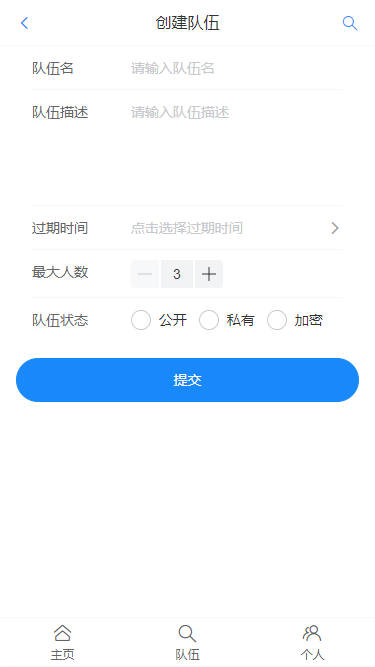 创建队伍
队伍名 请输入队伍名
队伍描述 请输入队伍描述
过期时间 点击选择过期时间
最大人数 3
队伍状态 公开 私有 加密
提交
主页 队伍 个人